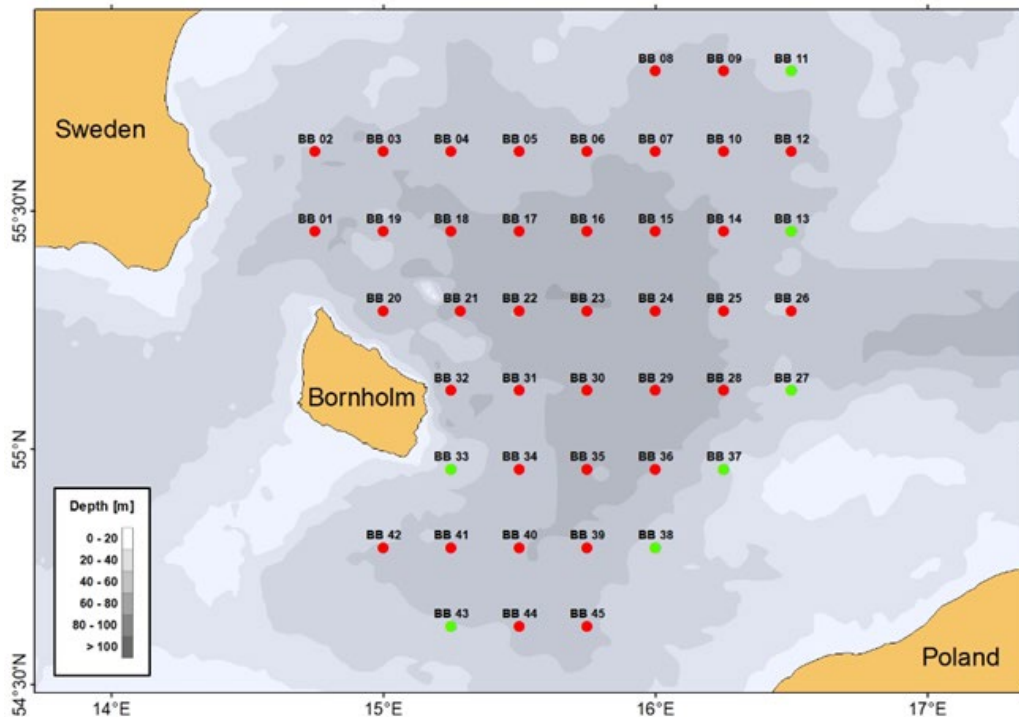 BB 08 BB 09 BB 11
Sweden
BB 02 BB 03 BB 04 BB 05 BB 06 BB 07 BB 10 BB 12
55°30'N
BB 01 BB 19 BB 18 BB 17 BB 16 BB 15 BB 14 BB 13
BB 20 BB 21 BB 22 BB 23 BB 24 BB 25 BB 26
Bornholm
BB 32 BB 31 BB 30 BB 29 BB 28 BB 27
55°N
BB 33 BB 34 BB 35 BB 36 BB 37
Depth [m]
0 - 20
20 - 40
40 - 60
60 - 80
80 - 100
> 100
BB 42 BB 41 BB 40 BB 39 BB 38
BB 43 BB 44 BB 45
Poland
54°30'N
14°E 15°E 16°E 17°E